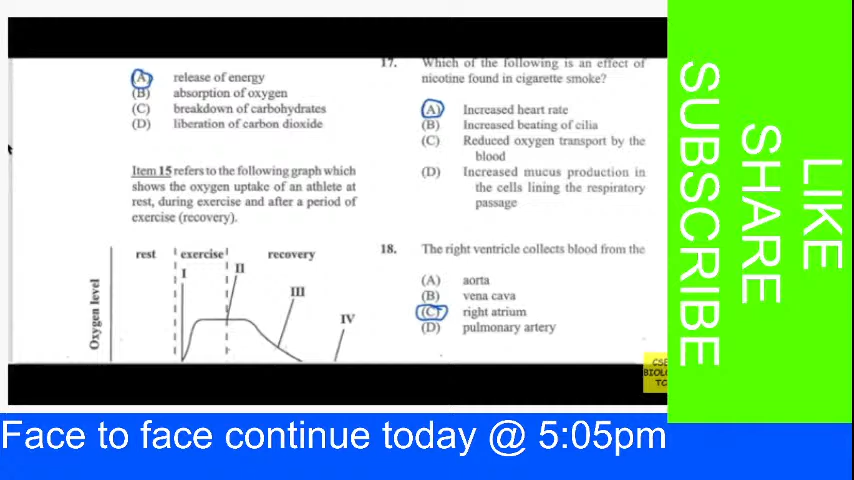 (A) release of energy
(B) absorption of oxygen
(C) breakdown of carbohydrates
(D) liberation of carbon dioxide
Item 15 refers to the following graph which
shows the oxygen uptake of an athlete at
rest, during exercise and after a period of
exercise (recovery).
rest exercise recovery
I
II
III
IV
Oxygen level
17. Which of the following is an effect of
nicotine found in cigarette smoke?
(A) Increased heart rate
(B) Increased beating of cilia
(C) Reduced oxygen transport by the
blood
(D) Increased mucus production in
the cells lining the respiratory
passage
18. The right ventricle collects blood from the
(A) aorta
(B) vena cava
(C) right atrium
(D) pulmonary artery
LIKE
SHARE
SUBSCRIBE
Face to face continue today @ 5:05pm